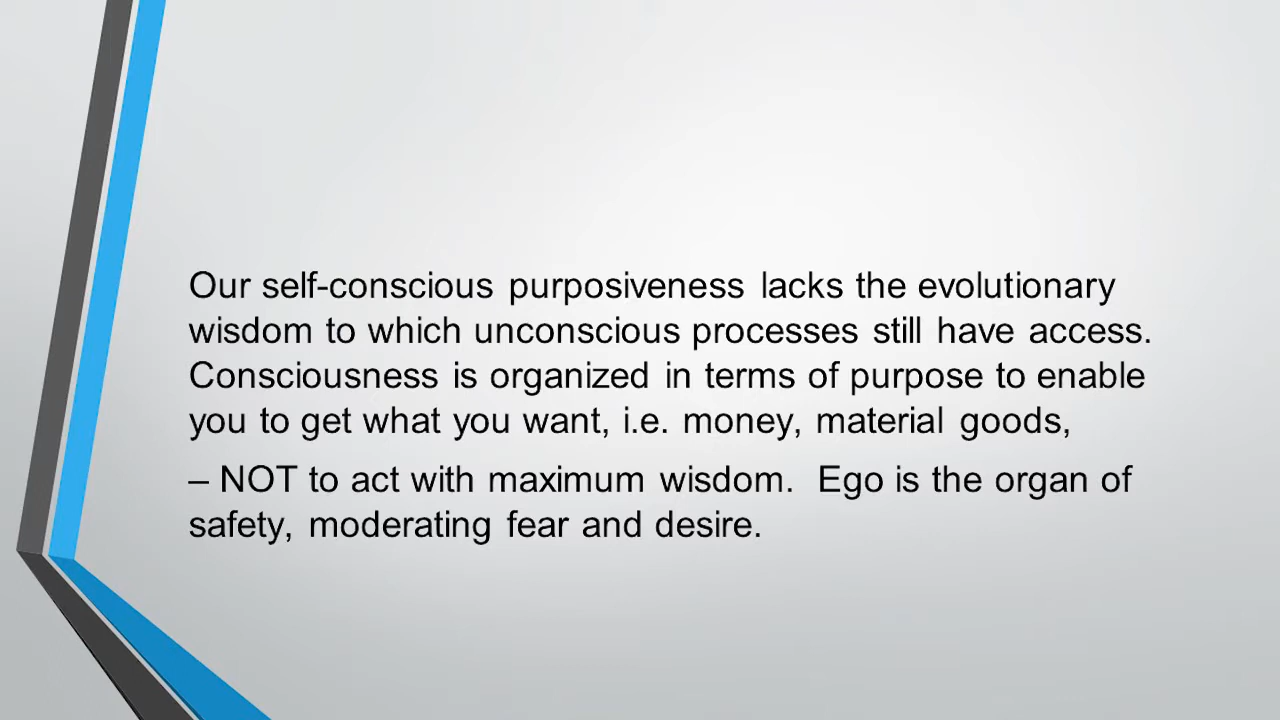 Our self-conscious purposiveness lacks the evolutionary
wisdom to which unconscious processes still have access.
Consciousness is organized in terms of purpose to enable
you to get what you want, i.e. money, material goods,
– NOT to act with maximum wisdom.  Ego is the organ of
safety, moderating fear and desire.